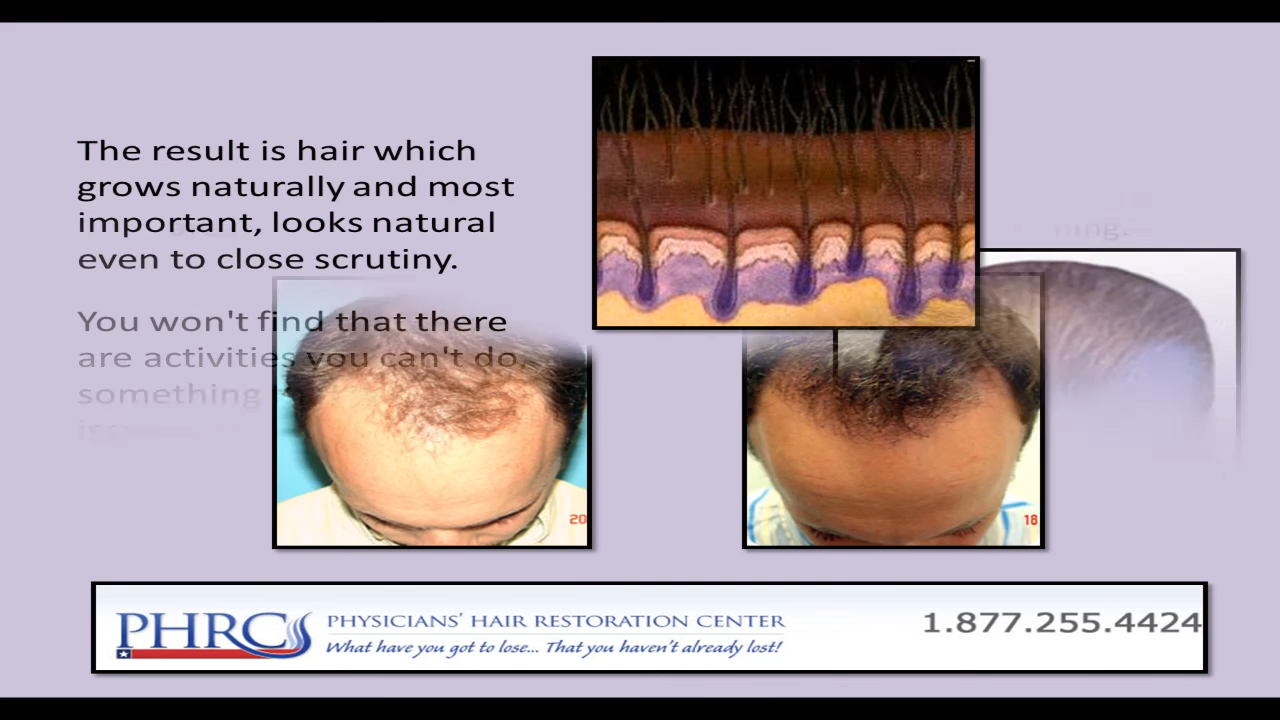 The result is hair which
grows naturally and most
important, looks natural
even to close scrutiny.
You won't find that there
are activities you can't do,
something
20
18
PHRC
PHYSICIANS' HAIR RESTORATION CENTER
What have you got to lose... That you haven't already lost!
1.877.255.4424